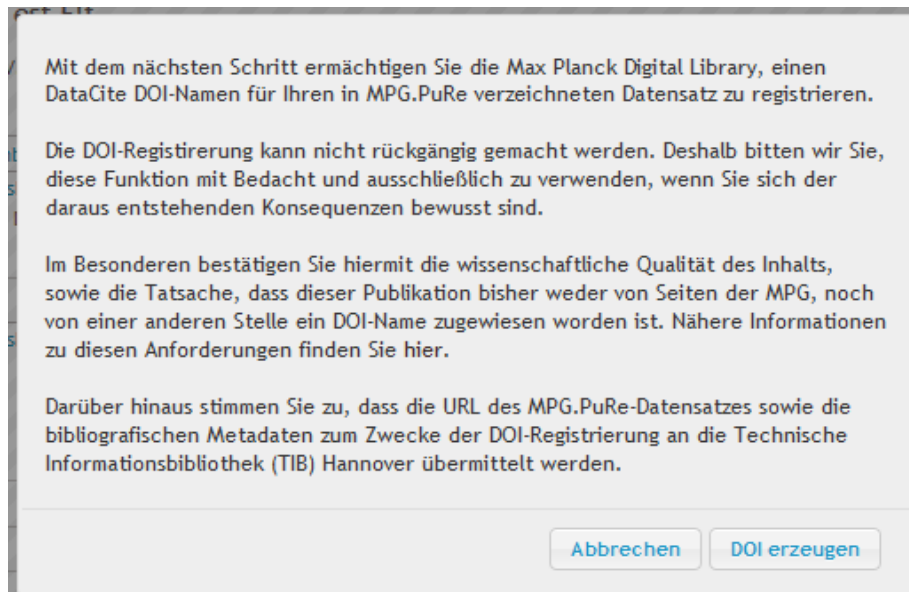 Mit dem nächsten Schritt ermächtigen Sie die Max Planck Digital Library, einen
DataCite DOI-Namen für Ihren in MPG.PuRe verzeichneten Datensatz zu registrieren.
Die DOI-Registirerung kann nicht rückgängig gemacht werden. Deshalb bitten wir Sie,
diese Funktion mit Bedacht und ausschließlich zu verwenden, wenn Sie sich der
daraus entstehenden Konsequenzen bewusst sind.
Im Besonderen bestätigen Sie hiermit die wissenschaftliche Qualität des Inhalts,
sowie die Tatsache, dass dieser Publikation bisher weder von Seiten der MPG, noch
von einer anderen Stelle ein DOI-Name zugewiesen worden ist. Nähere Informationen
zu diesen Anforderungen finden Sie hier.
Darüber hinaus stimmen Sie zu, dass die URL des MPG.PuRe-Datensatzes sowie die
bibliografischen Metadaten zum Zwecke der DOI-Registrierung an die Technische
Informationsbibliothek (TIB) Hannover übermittelt werden.
Abbrechen DOI erzeugen